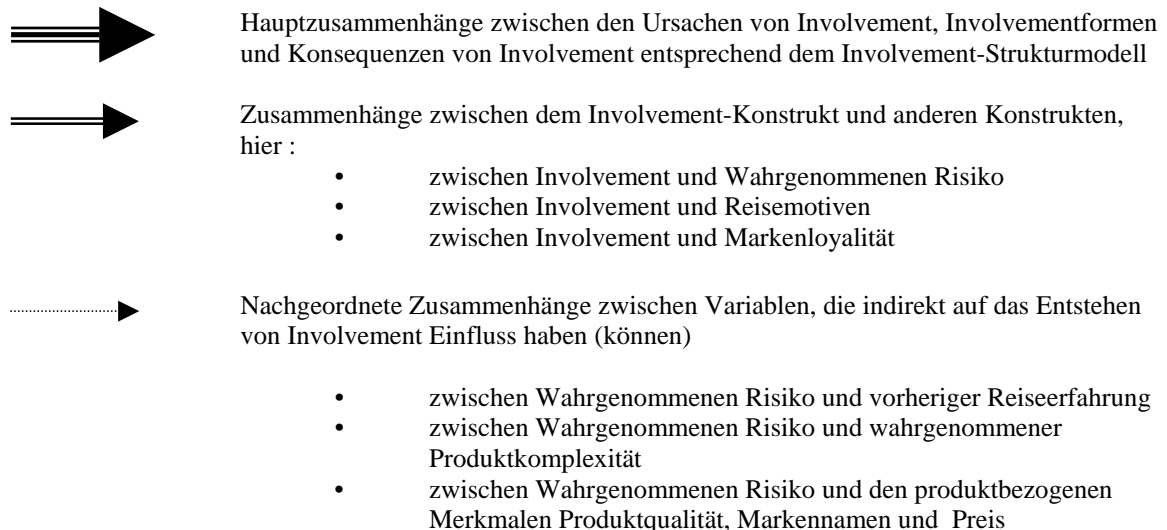 Hauptzusammenhänge zwischen den Ursachen von Involvement, Involvementformen
und Konsequenzen von Involvement entsprechend dem Involvement-Strukturmodell
Zusammenhänge zwischen dem Involvement-Konstrukt und anderen Konstrukten,
hier :
• zwischen Involvement und Wahrgenommenen Risiko
• zwischen Involvement und Reisemotiven
• zwischen Involvement und Markenloyalität
Nachgeordnete Zusammenhänge zwischen Variablen, die indirekt auf das Entstehen
von Involvement Einfluss haben (können)
• zwischen Wahrgenommenen Risiko und vorheriger Reiseerfahrung
• zwischen Wahrgenommenen Risiko und wahrgenommener
Produktkomplexität
• zwischen Wahrgenommenen Risiko und den produktbezogenen
Merkmalen Produktqualität, Markennamen und Preis